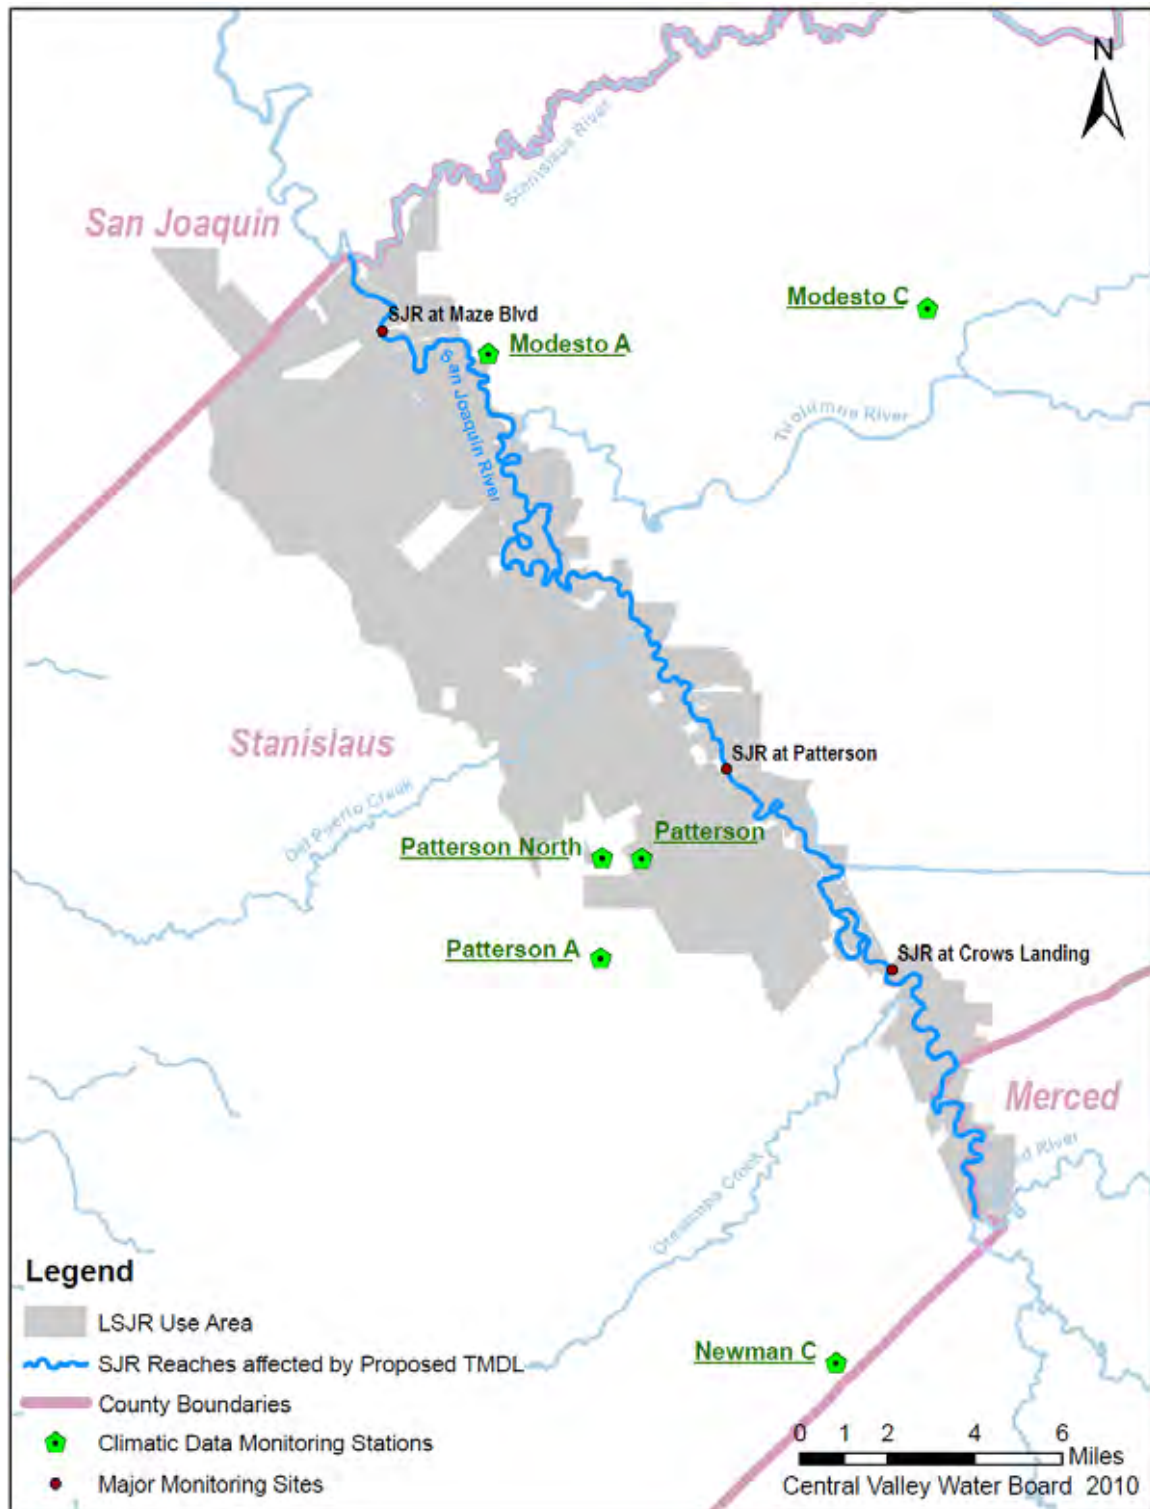 N
Stanislaus River
San Joaquin
Modesto C
SJR at Maze Blvd
Modesto A
San Joaquin River
Tuolumne River
Stanislaus
SJR at Patterson
Del Puerto Creek
Patterson North
Patterson
Patterson A
SJR at Crows Landing
Merced
River
Orestimba Creek
Legend
LSJR Use Area
SJR Reaches affected by Proposed TMDL
County Boundaries
Climatic Data Monitoring Stations
Major Monitoring Sites
Newman C
0 1 2 4 6
Miles
Central Valley Water Board 2010